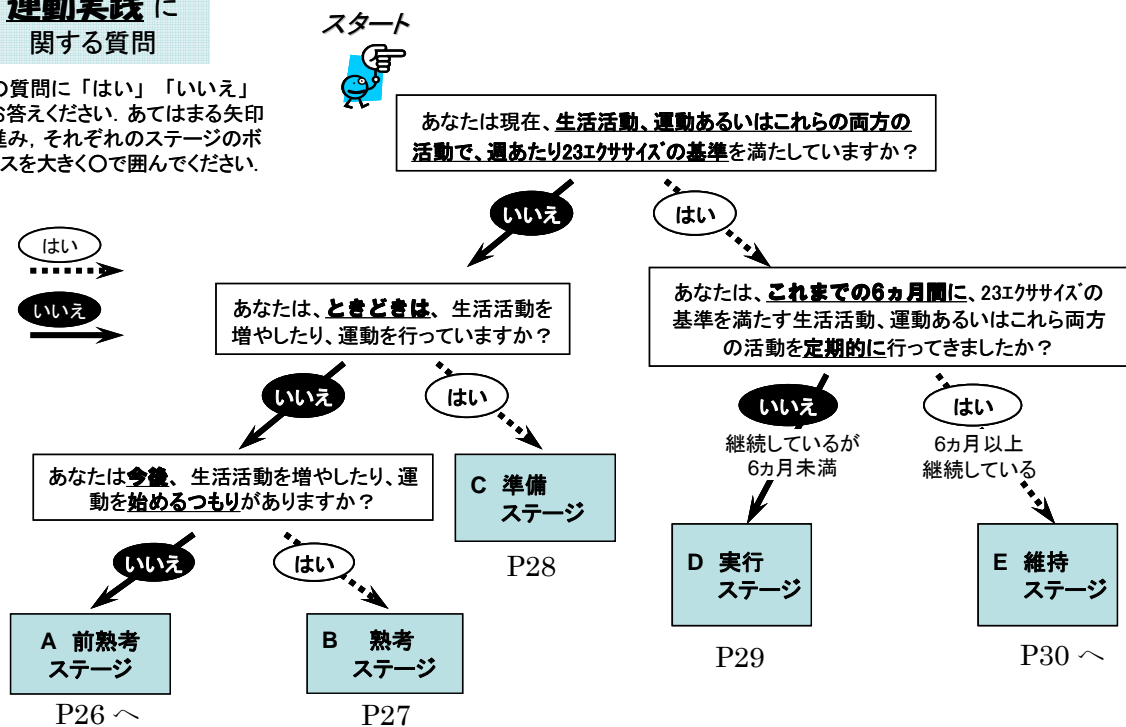 運動実践 に
関する質問
の質問に 「はい」 「いいえ」
お答えください. あてはまる矢印
進み, それぞれのステージのボ
スを大きく〇で囲んでください.
はい
いいえ
スタート
あなたは現在、生活活動、運動あるいはこれらの両方の
活動で、週あたり23ｴｸｻｻｲｽﾞの基準を満たしていますか？
いいえ
はい
あなたは、ときどきは、 生活活動を
増やしたり、運動を行っていますか？
あなたは、これまでの6ヵ月間に、23ｴｸｻｻｲｽﾞの
基準を満たす生活活動、運動あるいはこれら両方
の活動を定期的に行ってきましたか？
いいえ
はい
いいえ
継続しているが
6ヵ月未満
はい
6ヵ月以上
継続している
あなたは今後、 生活活動を増やしたり、運
動を始めるつもりがありますか？
C 準備
ステージ
P28
いいえ
はい
D 実行
ステージ
P29
E 維持
ステージ
P30 へ
A 前熟考
ステージ
P26 へ
B 熟考
ステージ
P27